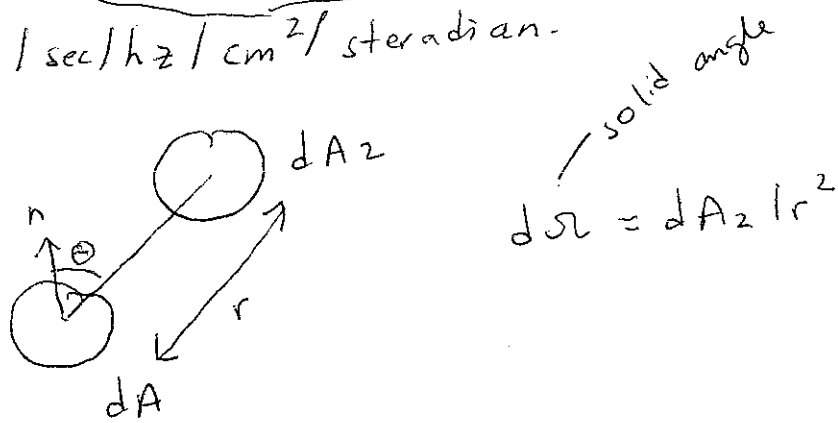 / sec / hz / cm²/ steradian.
solid angle
dA2
n
θ
dΩ = dA2 / r²
r
dA